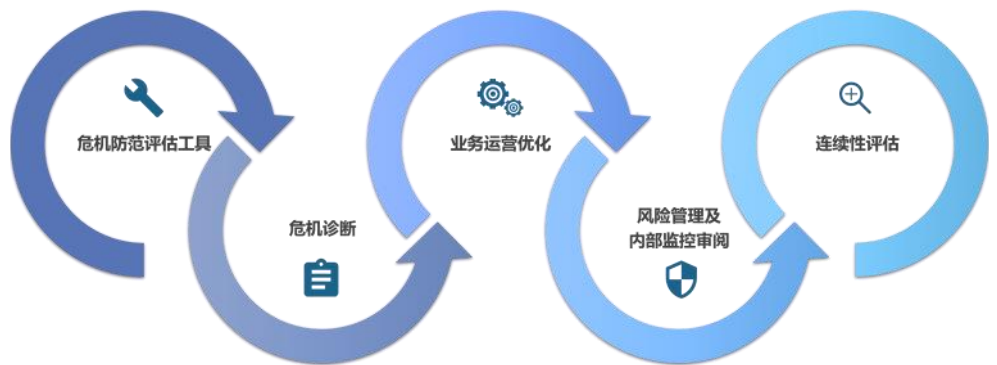 危机防范评估工具
危机诊断
业务运营优化
风险管理及
内部监控审阅
连续性评估